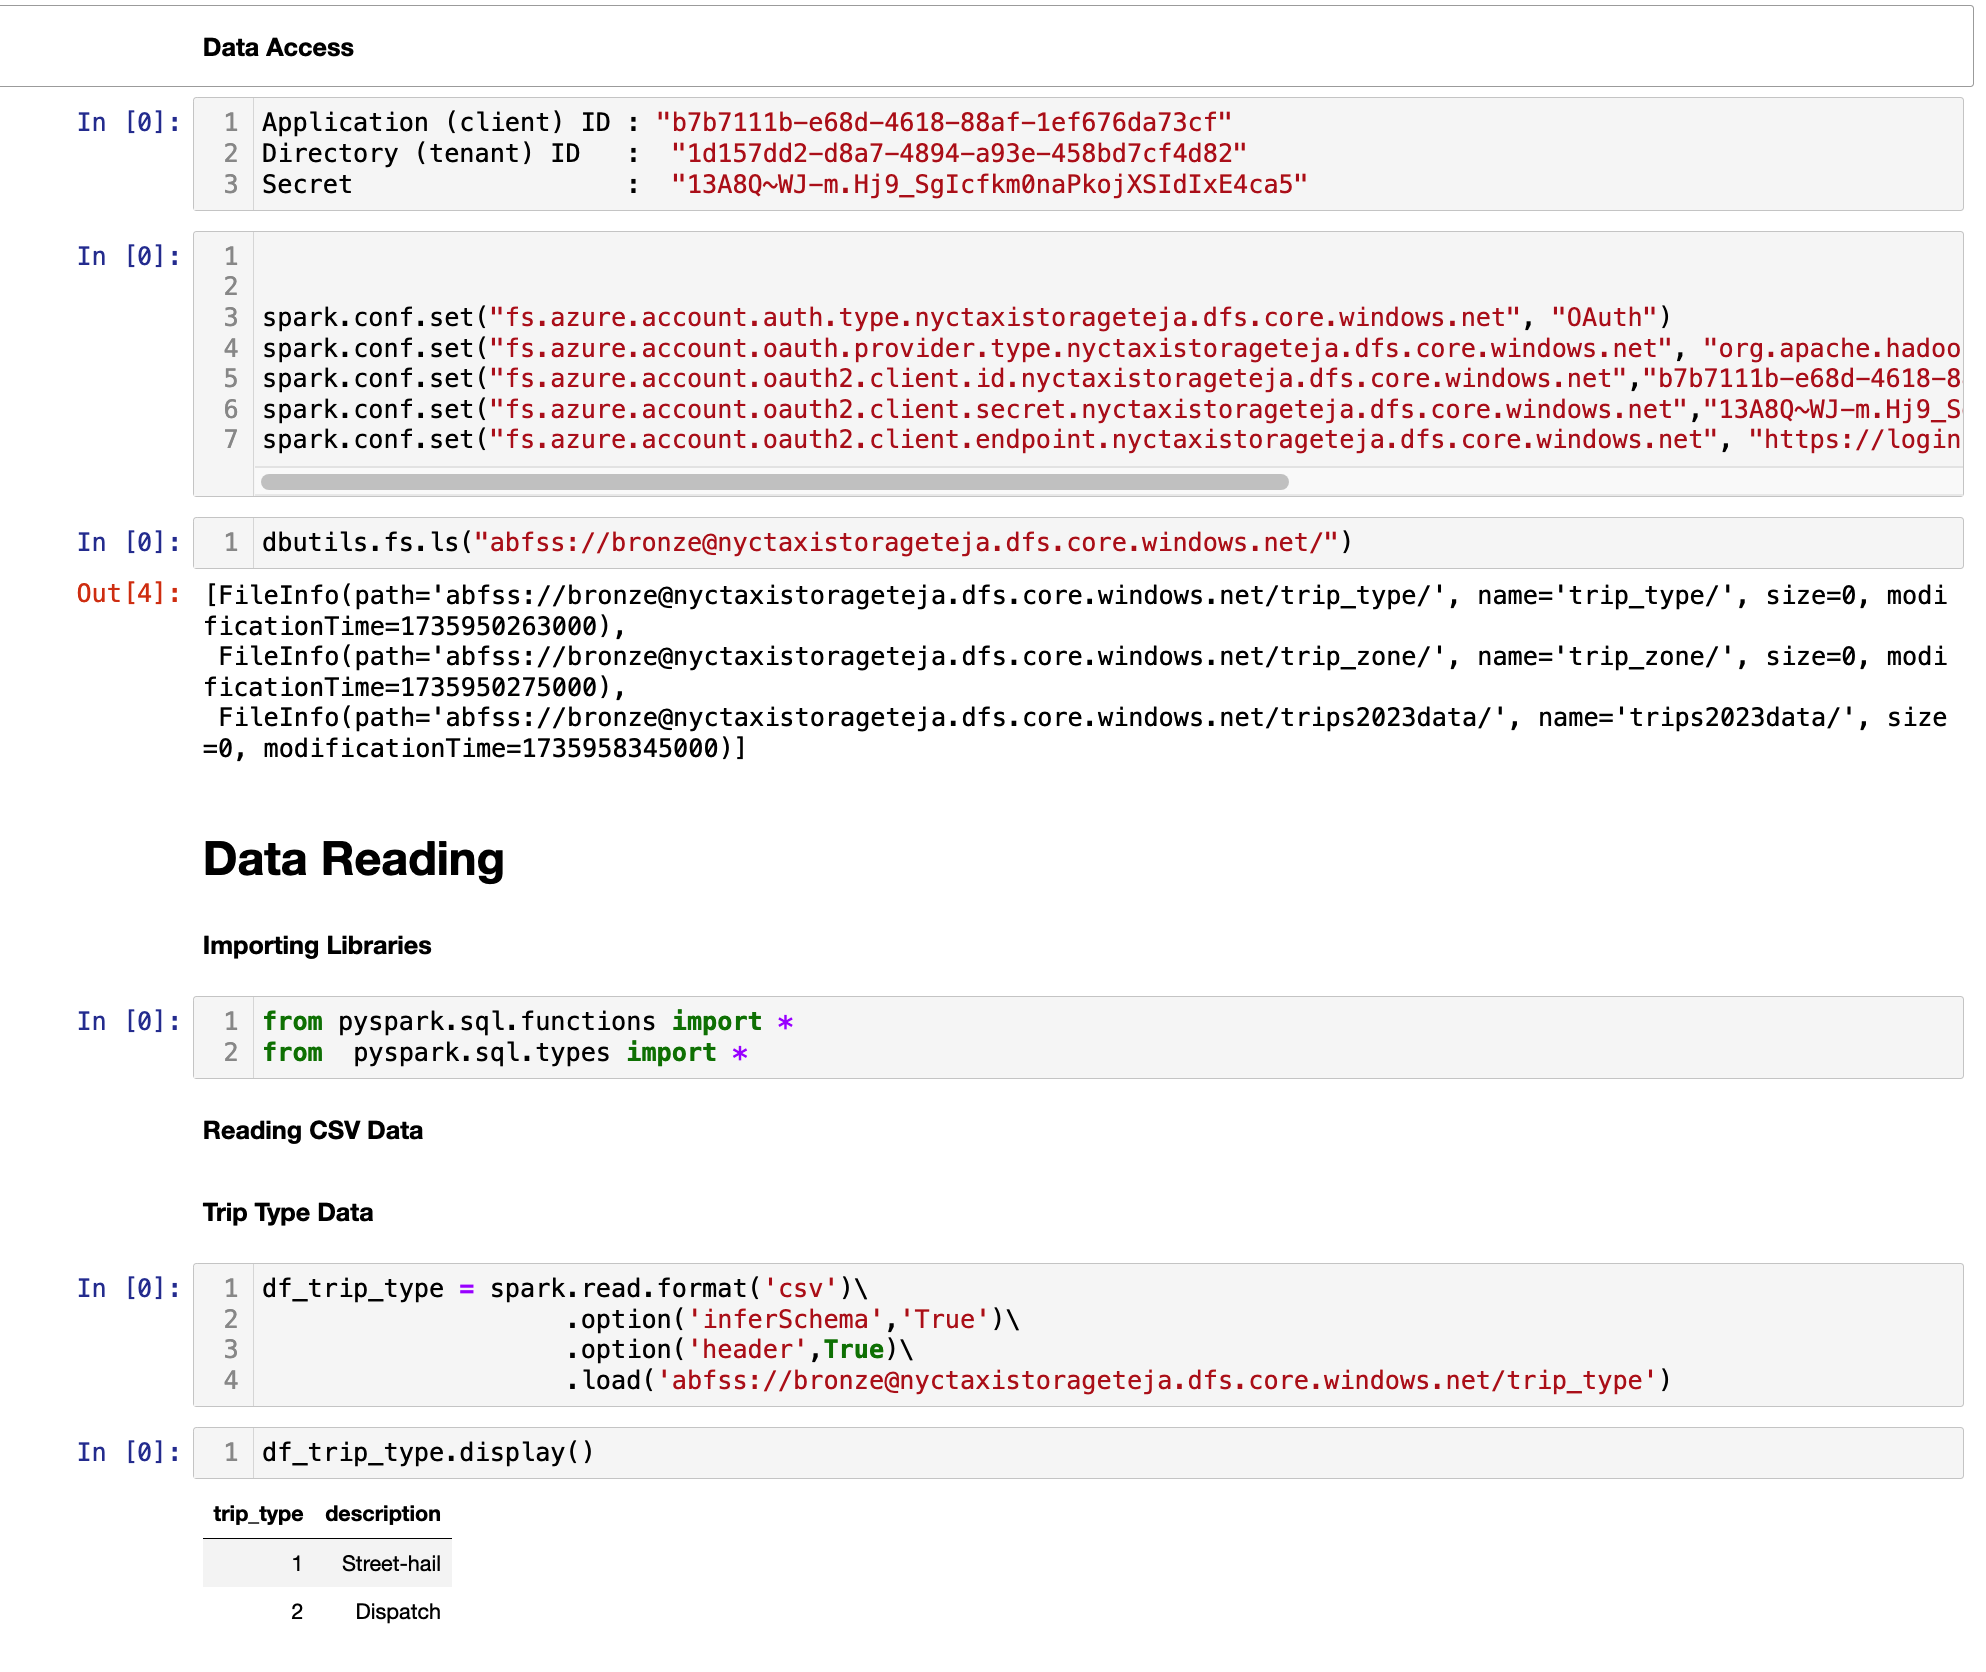 Data Access
In [0]:
1 Application (client) ID : "b7b7111b-e68d-4618-88af-1ef676da73cf"
2 Directory (tenant) ID   :  "1d157dd2-d8a7-4894-a93e-458bd7cf4d82"
3 Secret                  :  "13A8Q~WJ-m.Hj9_SgIcfkm0naPkojXSIdIxE4ca5"
In [0]:
1
2
3 spark.conf.set("fs.azure.account.auth.type.nyctaxistorageteja.dfs.core.windows.net", "OAuth")
4 spark.conf.set("fs.azure.account.oauth.provider.type.nyctaxistorageteja.dfs.core.windows.net", "org.apache.hadoo
5 spark.conf.set("fs.azure.account.oauth2.client.id.nyctaxistorageteja.dfs.core.windows.net","b7b7111b-e68d-4618-8
6 spark.conf.set("fs.azure.account.oauth2.client.secret.nyctaxistorageteja.dfs.core.windows.net","13A8Q~WJ-m.Hj9_S
7 spark.conf.set("fs.azure.account.oauth2.client.endpoint.nyctaxistorageteja.dfs.core.windows.net", "https://login
In [0]:
1 dbutils.fs.ls("abfss://bronze@nyctaxistorageteja.dfs.core.windows.net/")
Out[4]:
[FileInfo(path='abfss://bronze@nyctaxistorageteja.dfs.core.windows.net/trip_type/', name='trip_type/', size=0, modi
ficationTime=1735950263000),
 FileInfo(path='abfss://bronze@nyctaxistorageteja.dfs.core.windows.net/trip_zone/', name='trip_zone/', size=0, modi
ficationTime=1735950275000),
 FileInfo(path='abfss://bronze@nyctaxistorageteja.dfs.core.windows.net/trips2023data/', name='trips2023data/', size
=0, modificationTime=1735958345000)]
Data Reading
Importing Libraries
In [0]:
1 from pyspark.sql.functions import *
2 from  pyspark.sql.types import *
Reading CSV Data
Trip Type Data
In [0]:
1 df_trip_type = spark.read.format('csv')\
2                     .option('inferSchema','True')\
3                     .option('header',True)\
4                     .load('abfss://bronze@nyctaxistorageteja.dfs.core.windows.net/trip_type')
In [0]:
1 df_trip_type.display()
trip_type description
1 Street-hail
2 Dispatch